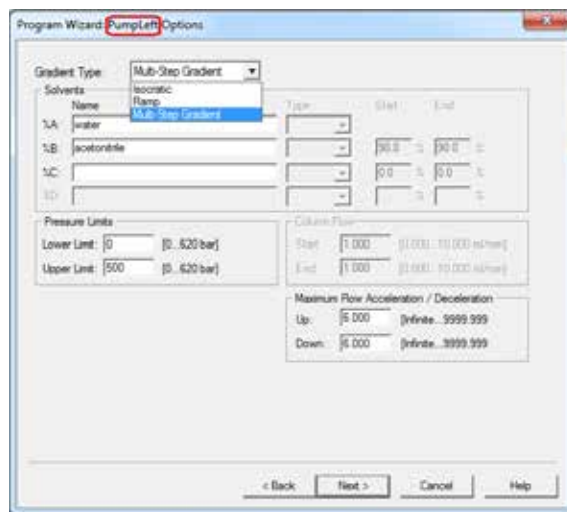 Program Wizard: PumpLeft Options
Gradient Type: Multi-Step Gradient
Isocratic
Ramp
Multi-Step Gradient
Solvents
Name Type Start End
%A: water
%B: acetonitrile 90.0 % 90.0 %
%C: 0.0 % 0.0 %
%D: % %
Pressure Limits
Lower Limit: 0 [0...620 bar]
Upper Limit: 500 [0...620 bar]
Column Flow
Start: 1.000 [0.000...10.000 ml/min]
End: 1.000 [0.000...10.000 ml/min]
Maximum Flow Acceleration / Deceleration
Up: 6.000 [Infinite...9999.999
Down: 6.000 [Infinite...9999.999
< Back Next > Cancel Help